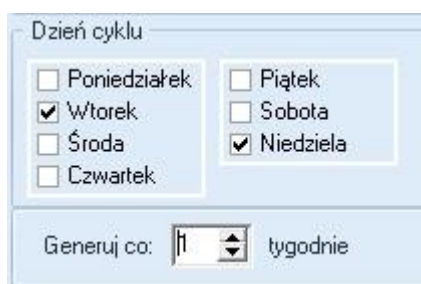 Dzień cyklu
Poniedziałek
Wtorek
Środa
Czwartek
Piątek
Sobota
Niedziela
Generuj co: 1 tygodnie